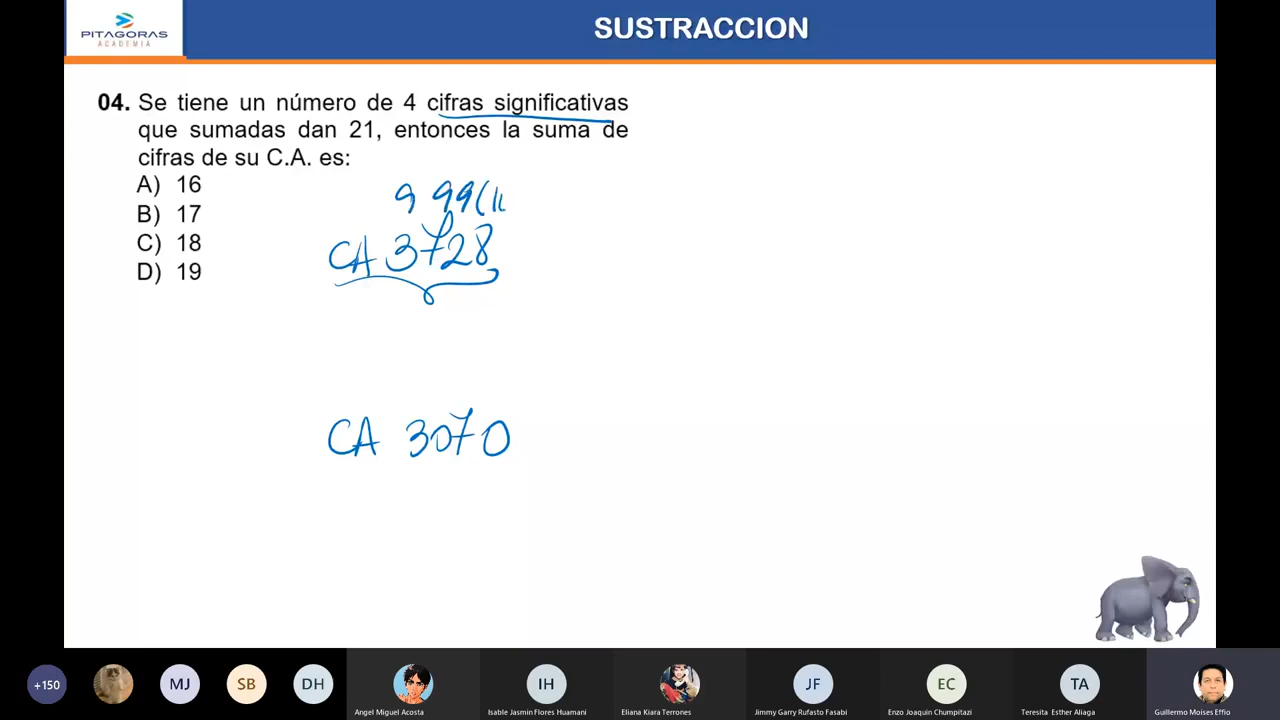 PITAGORAS
ACADEMIA
SUSTRACCION
04. Se tiene un número de 4 cifras significativas
que sumadas dan 21, entonces la suma de
cifras de su C.A. es:
A) 16
B) 17
C) 18
D) 19
9 99(
CA 3728
CA 3070
+150
MJ
SB
DH
IH
JF
EC
TA
Angel Miguel Acosta
Isable Jasmin Flores Huamani
Eliana Kiara Terrones
Jimmy Garry Rufasto Fasabi
Enzo Joaquin Chumpitazi
Teresita Esther Aliaga
Guillermo Moises Effio